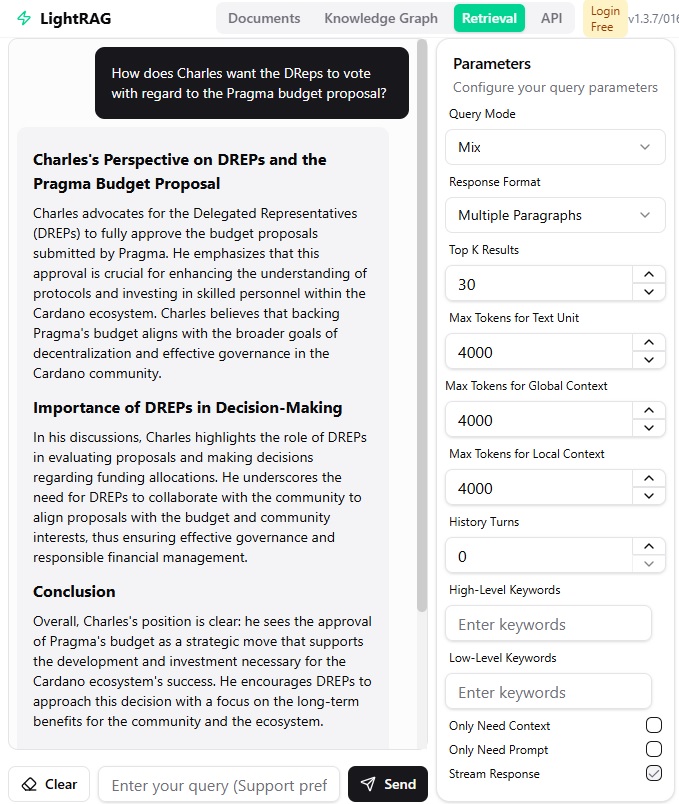 LightRAG
Documents
Knowledge Graph
Retrieval
API
Login
Free
v1.3.7/016
How does Charles want the DReps to vote
with regard to the Pragma budget proposal?
Charles's Perspective on DREPs and the
Pragma Budget Proposal
Charles advocates for the Delegated Representatives
(DREPs) to fully approve the budget proposals
submitted by Pragma. He emphasizes that this
approval is crucial for enhancing the understanding of
protocols and investing in skilled personnel within the
Cardano ecosystem. Charles believes that backing
Pragma's budget aligns with the broader goals of
decentralization and effective governance in the
Cardano community.
Importance of DREPs in Decision-Making
In his discussions, Charles highlights the role of DREPs
in evaluating proposals and making decisions
regarding funding allocations. He underscores the
need for DREPs to collaborate with the community to
align proposals with the budget and community
interests, thus ensuring effective governance and
responsible financial management.
Conclusion
Overall, Charles's position is clear: he sees the approval
of Pragma's budget as a strategic move that supports
the development and investment necessary for the
Cardano ecosystem's success. He encourages DREPs to
approach this decision with a focus on the long-term
benefits for the community and the ecosystem.
Clear
Enter your query (Support pref
Send
Parameters
Configure your query parameters
Query Mode
Mix
Response Format
Multiple Paragraphs
Top K Results
30
Max Tokens for Text Unit
4000
Max Tokens for Global Context
4000
Max Tokens for Local Context
4000
History Turns
0
High-Level Keywords
Enter keywords
Low-Level Keywords
Enter keywords
Only Need Context
Only Need Prompt
Stream Response